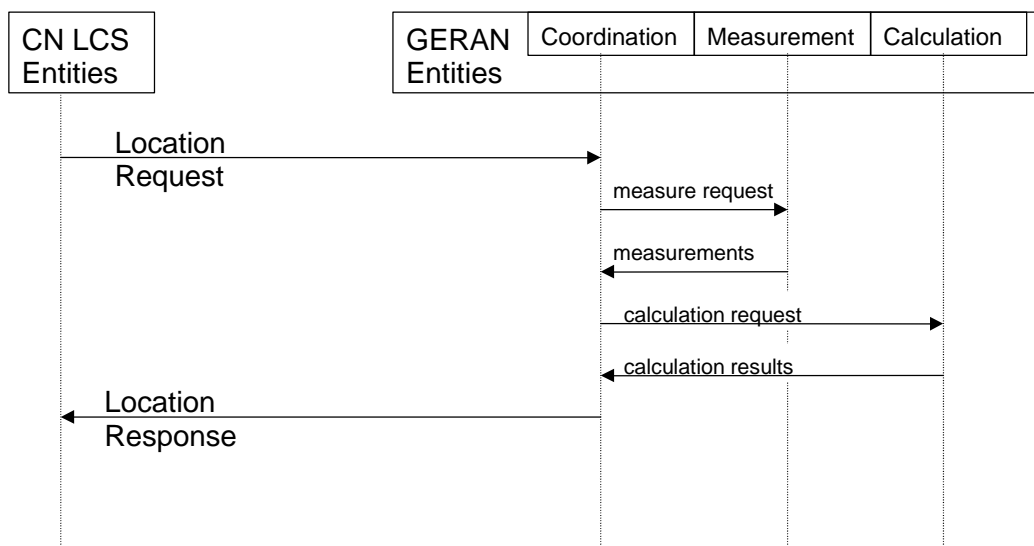 CN LCS
Entities
GERAN
Entities
Coordination
Measurement
Calculation
Location
Request
measure request
measurements
calculation request
calculation results
Location
Response